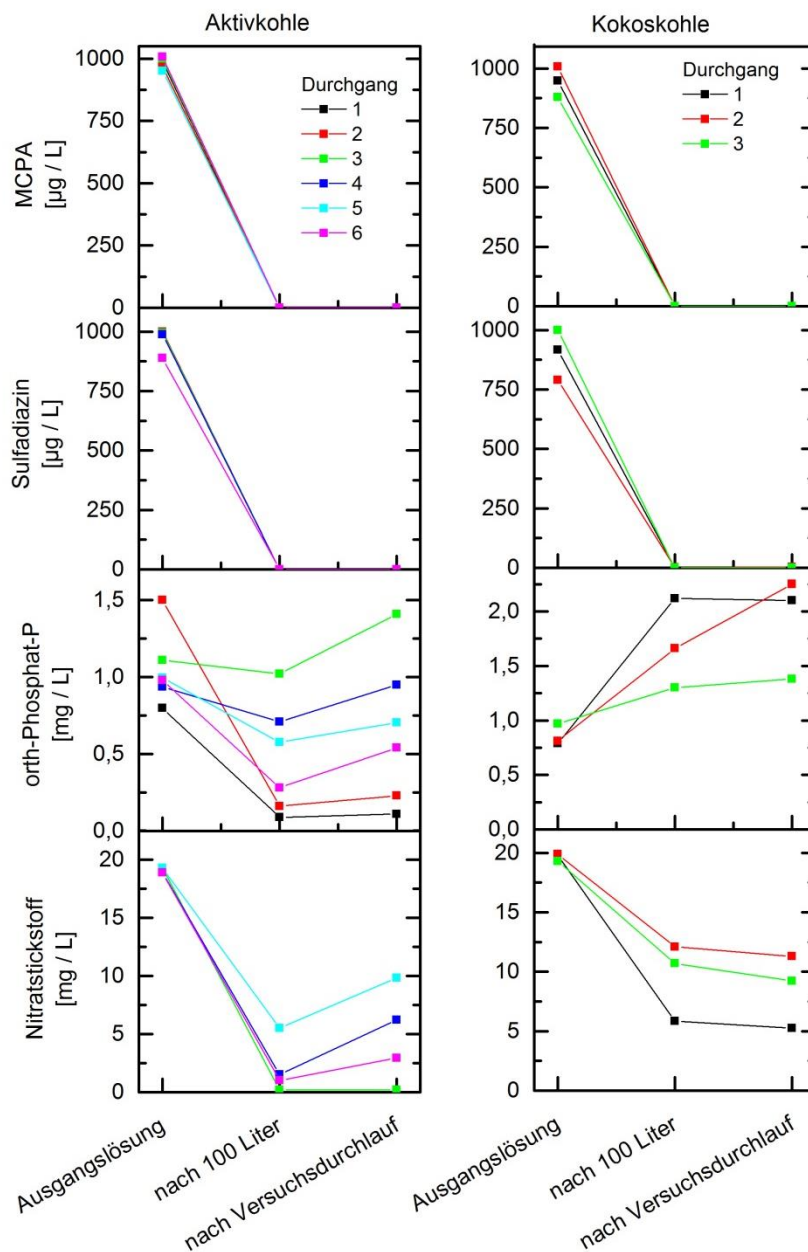 Aktivkohle
Kokoskohle
MCPA
[µg / L]
1000
750
500
250
0
Durchgang
1
2
3
4
5
6
1000
750
500
250
0
Durchgang
1
2
3
Sulfadiazin
[µg / L]
1000
750
500
250
0
1000
750
500
250
0
orth-Phosphat-P
[mg / L]
1,5
1,0
0,5
0,0
2,0
1,5
1,0
0,5
0,0
Nitratstickstoff
[mg / L]
20
15
10
5
0
20
15
10
5
0
Ausgangslösung
nach 100 Liter
nach Versuchsdurchlauf
Ausgangslösung
nach 100 Liter
nach Versuchsdurchlauf